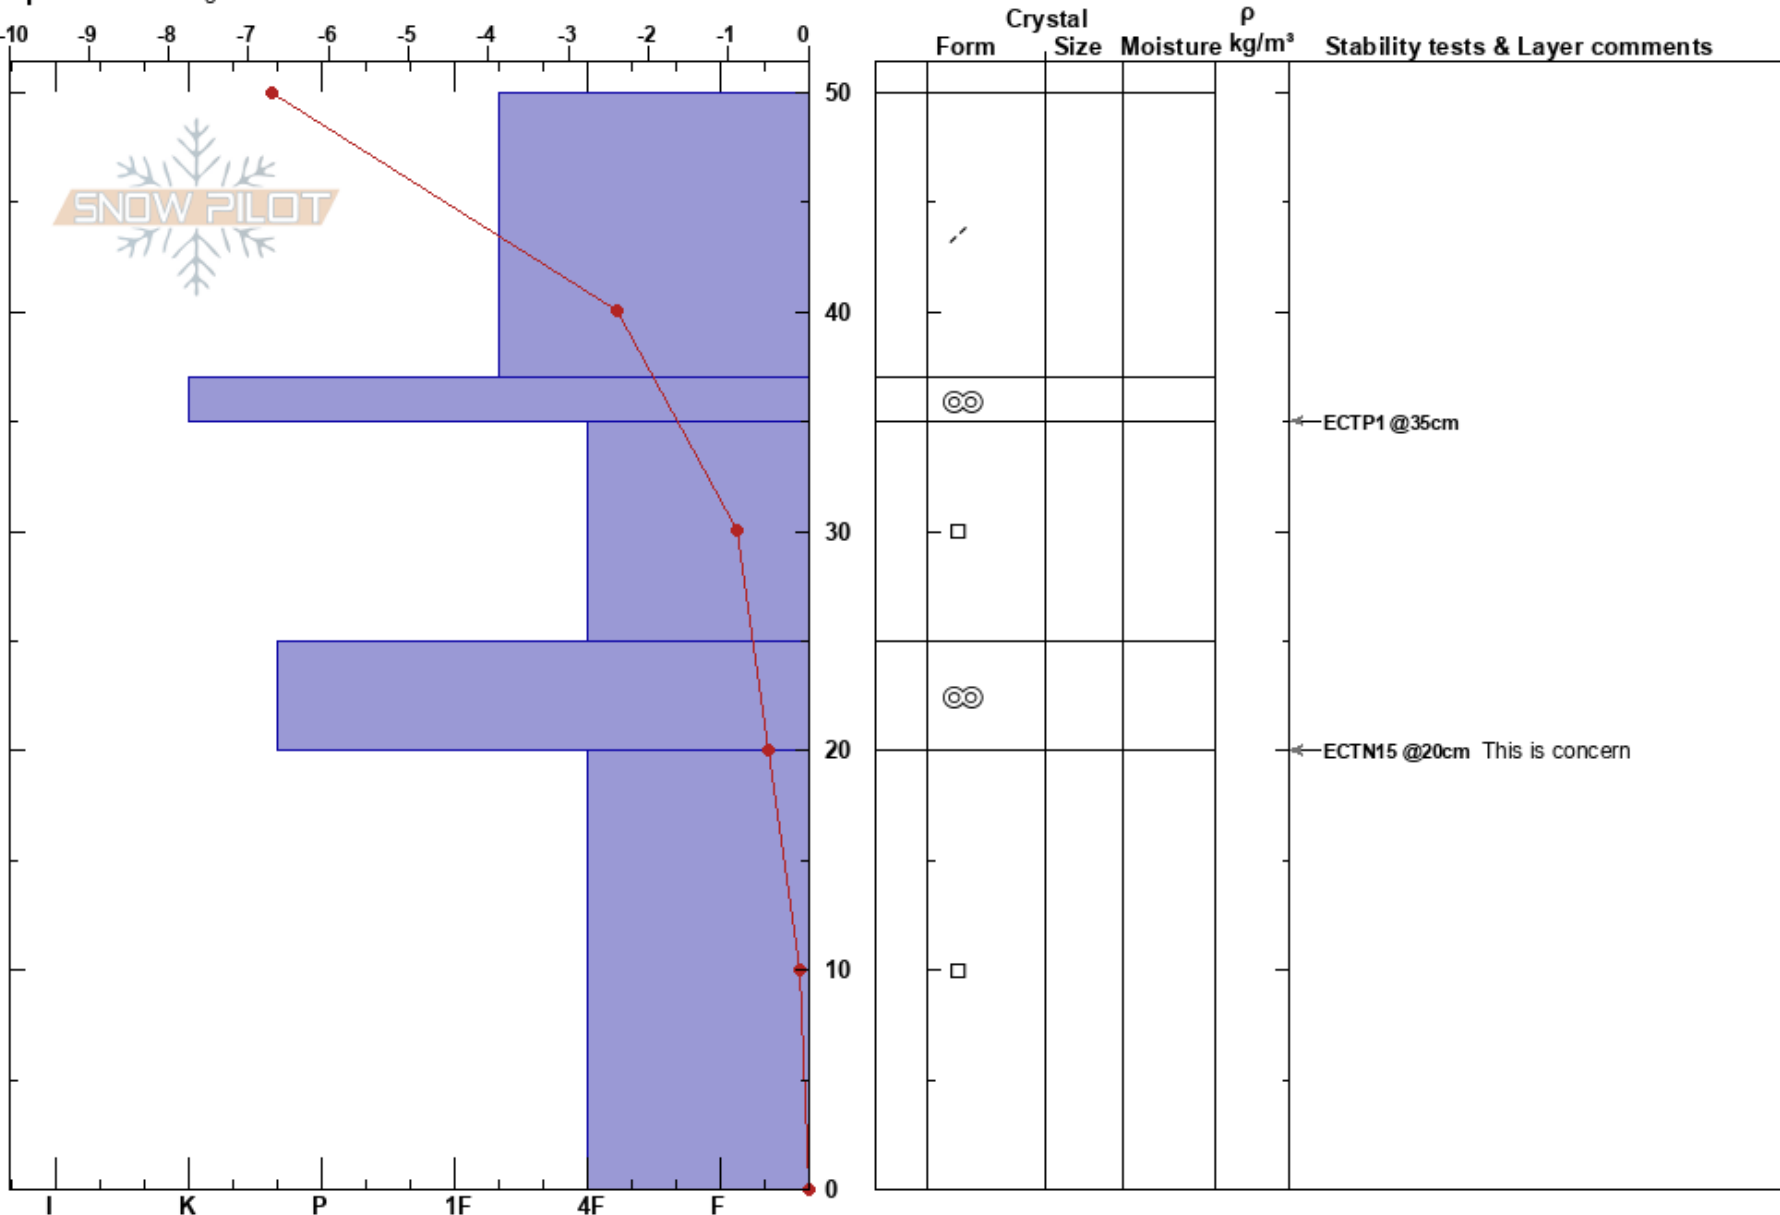 -10 -9 -8 -7 -6 -5 -4 -3 -2 -1 0
Crystal
ρ
Form Size Moisture kg/m³ Stability tests & Layer comments
50
SNOW PILOT
40
ECTP1 @35cm
30
ECTN15 @20cm This is concern
20
10
0
I K P 1F 4F F